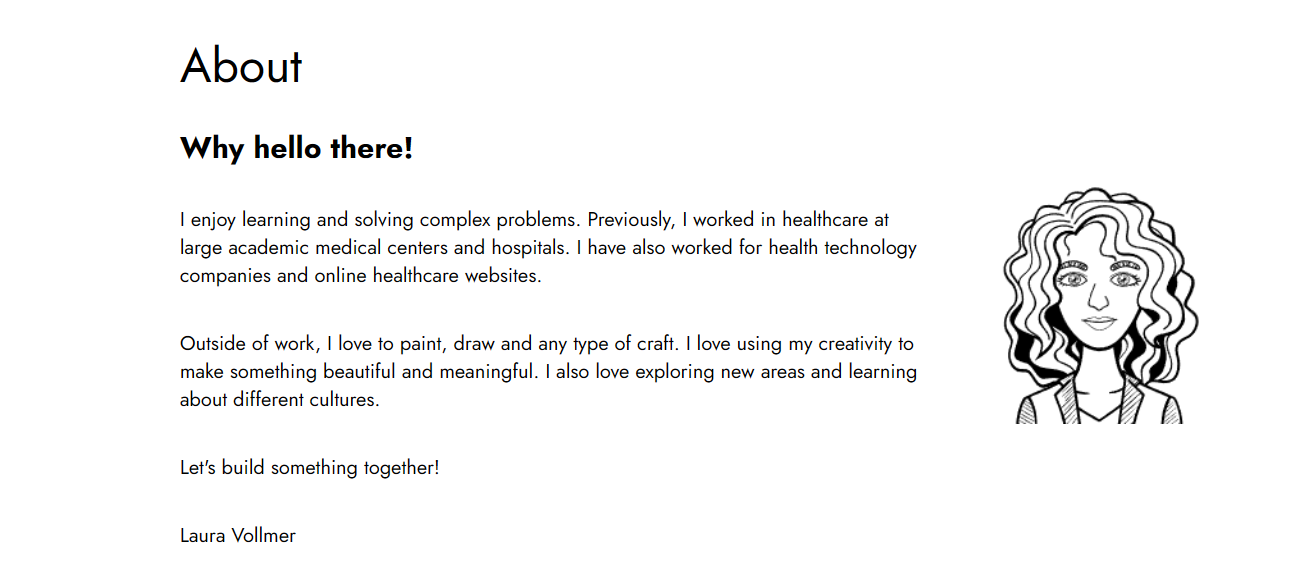 About
Why hello there!
I enjoy learning and solving complex problems. Previously, I worked in healthcare at
large academic medical centers and hospitals. I have also worked for health technology
companies and online healthcare websites.
Outside of work, I love to paint, draw and any type of craft. I love using my creativity to
make something beautiful and meaningful. I also love exploring new areas and learning
about different cultures.
Let's build something together!
Laura Vollmer